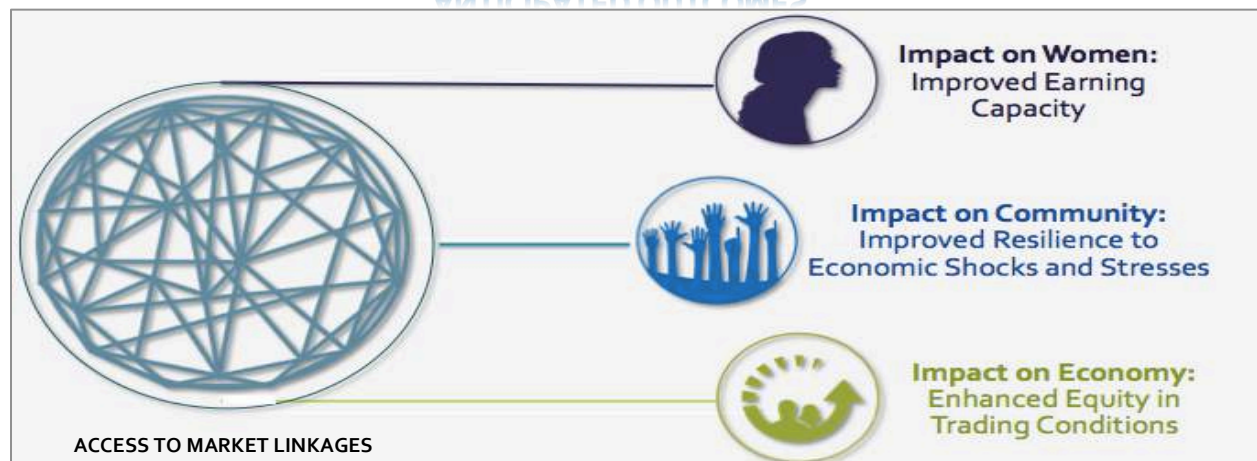 Impact on Women:
Improved Earning
Capacity
Impact on Community:
Improved Resilience to
Economic Shocks and Stresses
Impact on Economy:
Enhanced Equity in
Trading Conditions
ACCESS TO MARKET LINKAGES